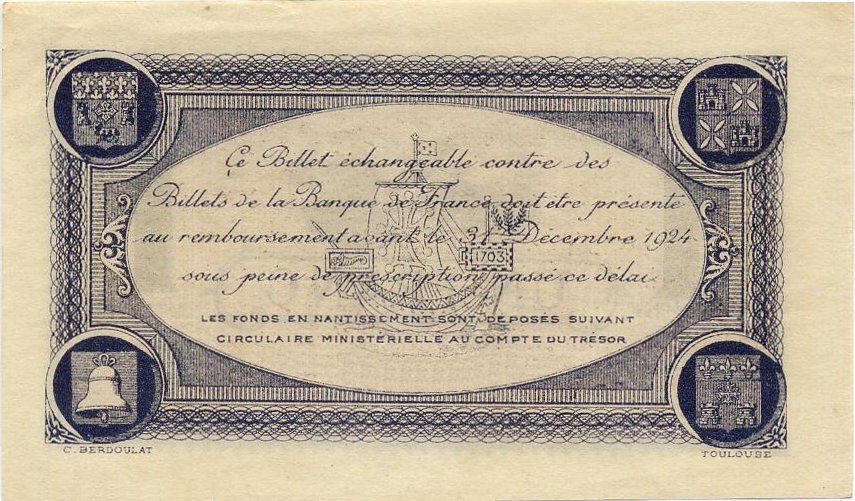 Ce Billet échangeable contre des
Billets de la Banque de France doit être présenté
au remboursement avant le 31 Décembre 1924
sous peine de prescription passé ce délai.
1703
LES FONDS EN NANTISSEMENT SONT DEPOSÉS SUIVANT
CIRCULAIRE MINISTÉRIELLE AU COMPTE DU TRÉSOR
C. BERDOULAT
TOULOUSE